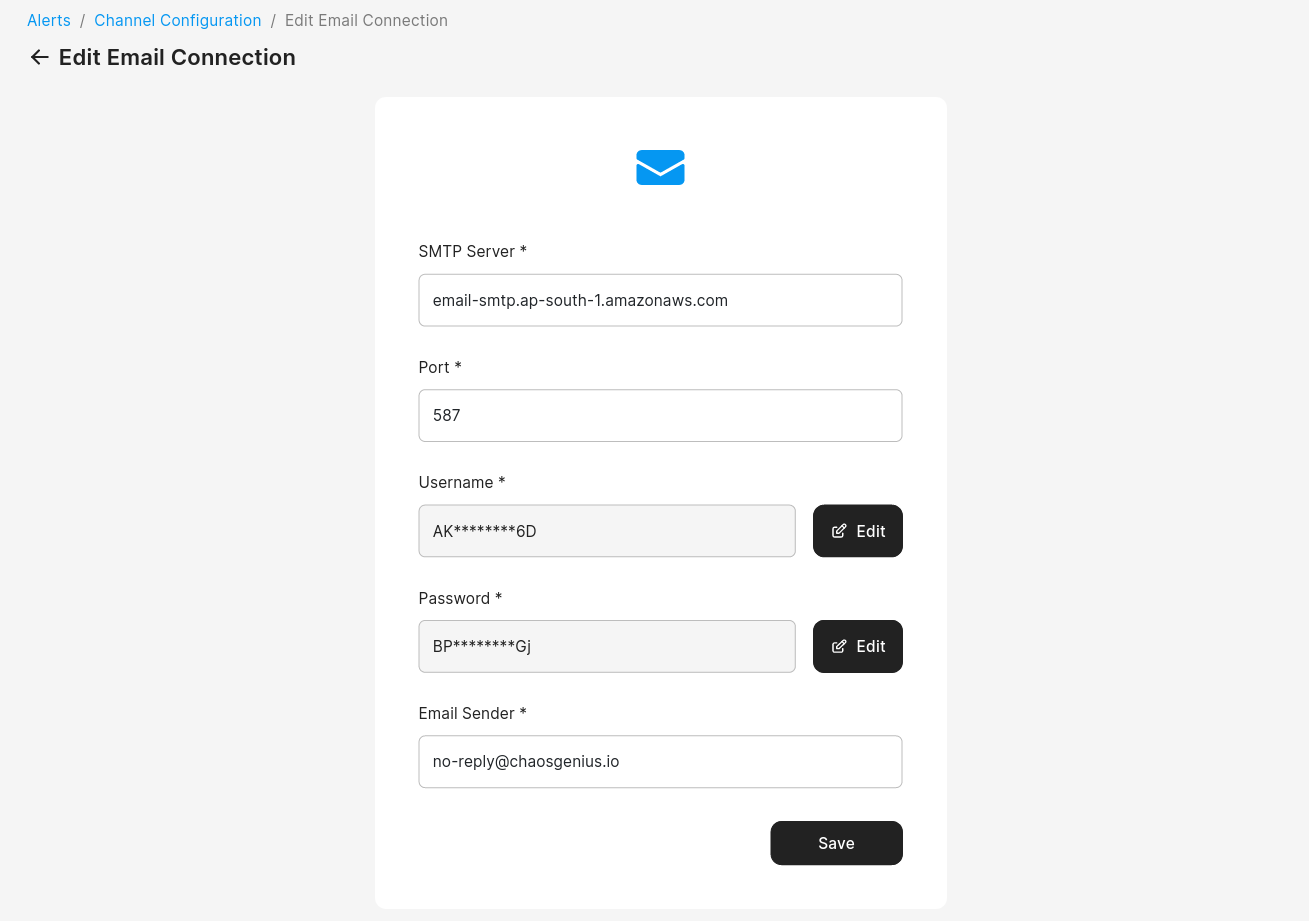 Alerts / Channel Configuration / Edit Email Connection
Edit Email Connection
SMTP Server *
email-smtp.ap-south-1.amazonaws.com
Port *
587
Username *
AK********6D
Edit
Password *
BP********Gj
Edit
Email Sender *
no-reply@chaosgenius.io
Save